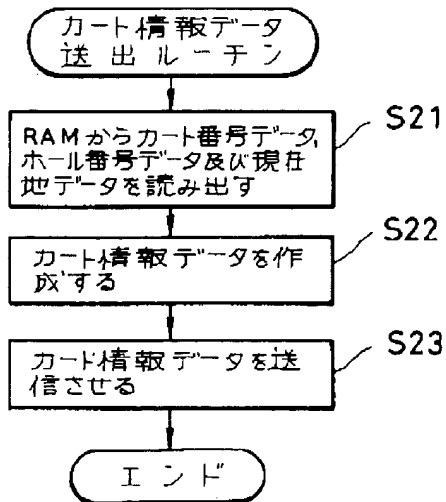 カート情報データ
送出ルーチン
S21
RAMからカート番号データ,
ホール番号データ及び現在
地データを読み出す
S22
カート情報データを作
成する
S23
カード情報データを送
信させる
エンド